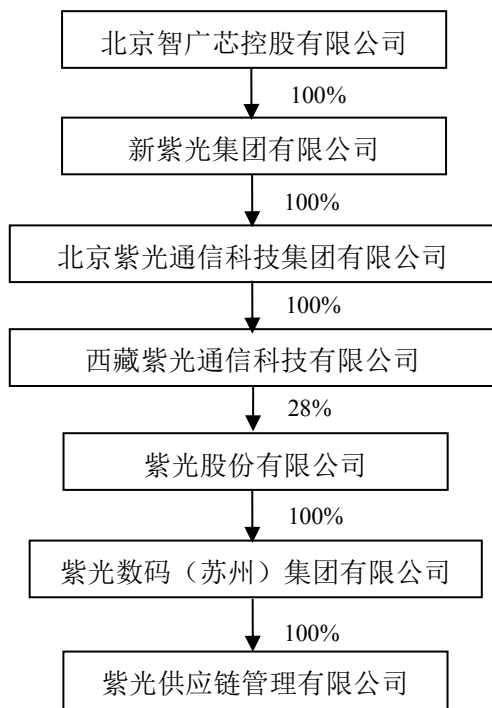 北京智广芯控股有限公司
100%
新紫光集团有限公司
100%
北京紫光通信科技集团有限公司
100%
西藏紫光通信科技有限公司
28%
紫光股份有限公司
100%
紫光数码（苏州）集团有限公司
100%
紫光供应链管理有限公司